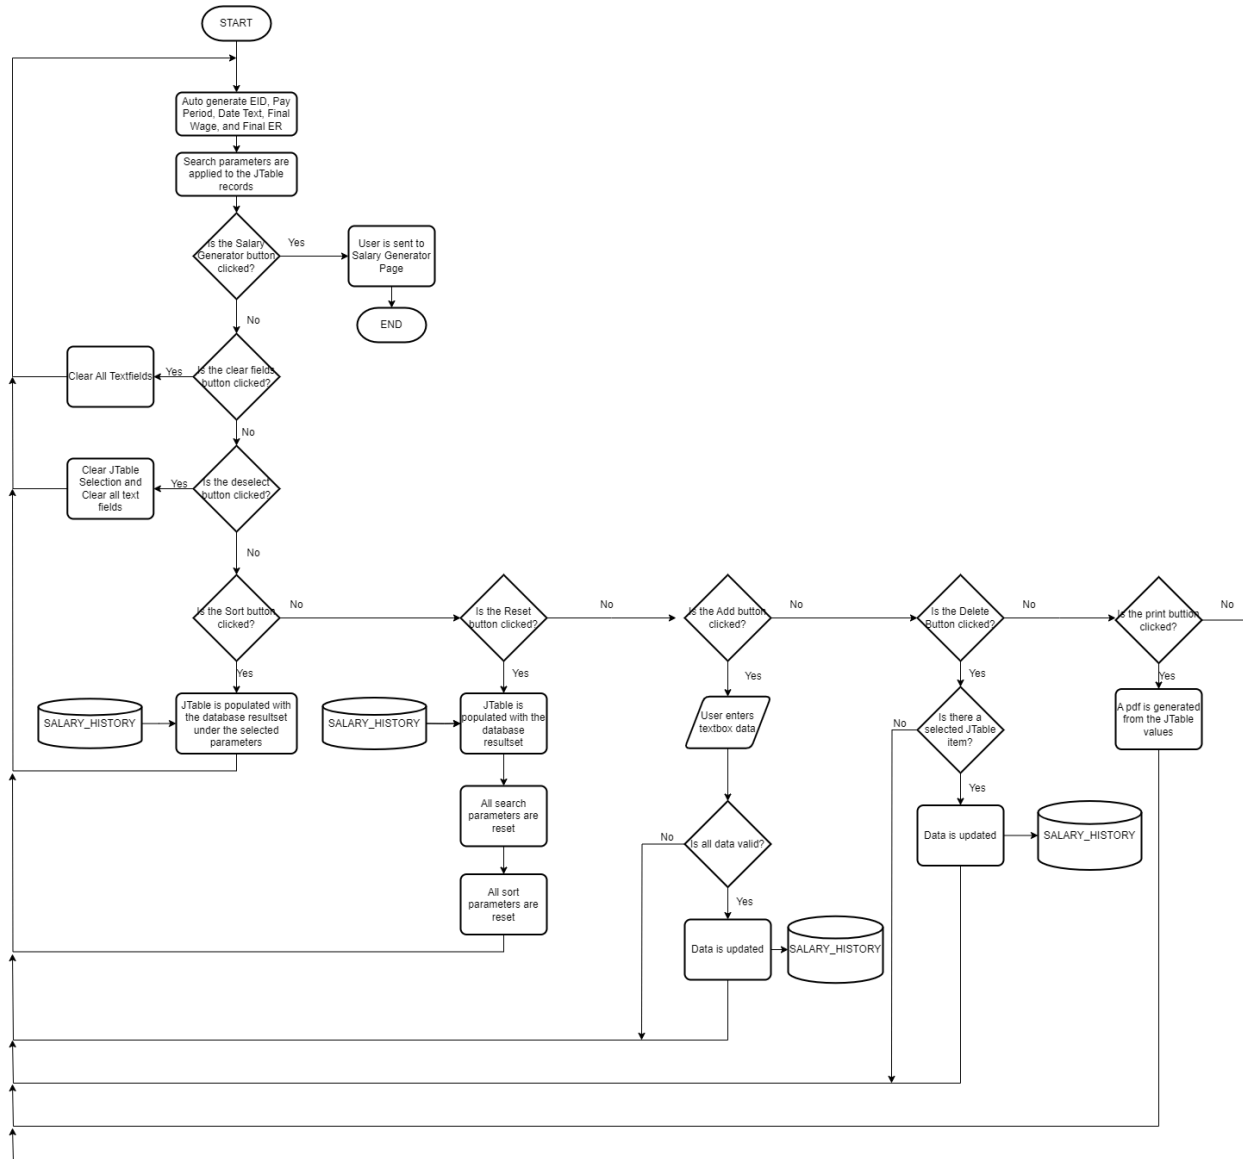 START
Auto generate EID, Pay
Period, Date Text, Final
Wage, and Final ER
Search parameters are
applied to the JTable
records
Is the Salary
Generator button
clicked?
Yes
User is sent to
Salary Generator
Page
END
No
Is the clear fields
button clicked?
Yes
Clear All Textfields
No
Is the deselect
button clicked?
Yes
Clear JTable
Selection and
Clear all text
fields
No
Is the Sort button
clicked?
No
Is the Reset
button clicked?
No
Is the Add button
clicked?
No
Is the Delete
Button clicked?
No
Is the print buttion
clicked?
No
Yes
Yes
Yes
Yes
Yes
SALARY_HISTORY
JTable is populated with
the database resultset
under the selected
parameters
SALARY_HISTORY
JTable is
populated with the
database
resultset
User enters
textbox data
No
Is there a
selected JTable
item?
A pdf is generated
from the JTable
values
Yes
All search
parameters are
reset
No
Is all data valid?
Data is updated
SALARY_HISTORY
All sort
parameters are
reset
Yes
Data is updated
SALARY_HISTORY